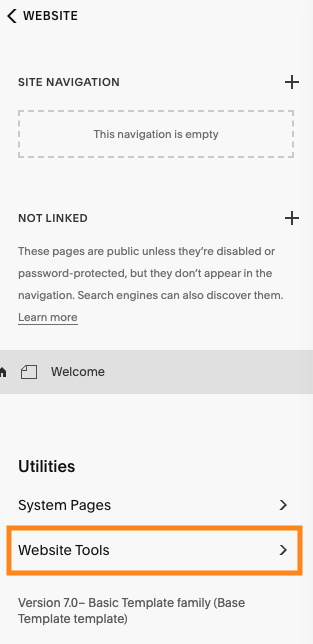 WEBSITE
SITE NAVIGATION
This navigation is empty
NOT LINKED
These pages are public unless they’re disabled or
password-protected, but they don’t appear in the
navigation. Search engines can also discover them.
Learn more
Welcome
Utilities
System Pages
Website Tools
Version 7.0– Basic Template family (Base
Template template)